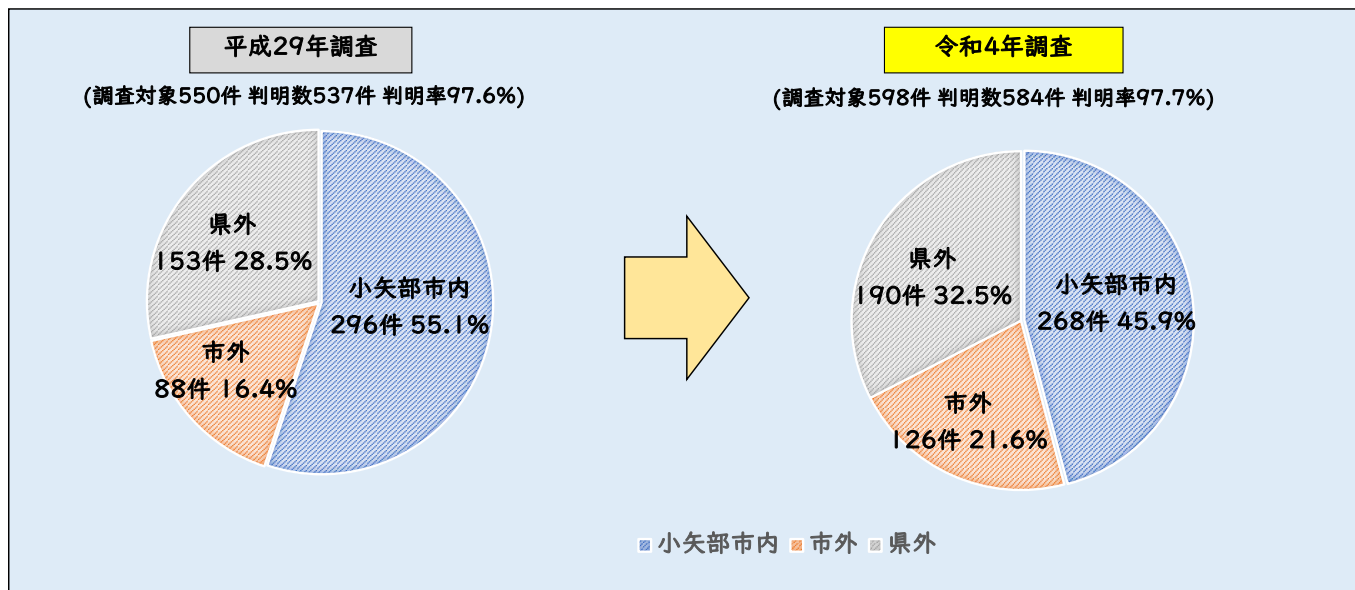 平成29年調査
(調査対象550件 判明数537件 判明率97.6%)
県外
153件 28.5%
小矢部市内
296件 55.1%
市外
88件 16.4%
令和4年調査
(調査対象598件 判明数584件 判明率97.7%)
県外
190件 32.5%
小矢部市内
268件 45.9%
市外
126件 21.6%
小矢部市内 市外 県外